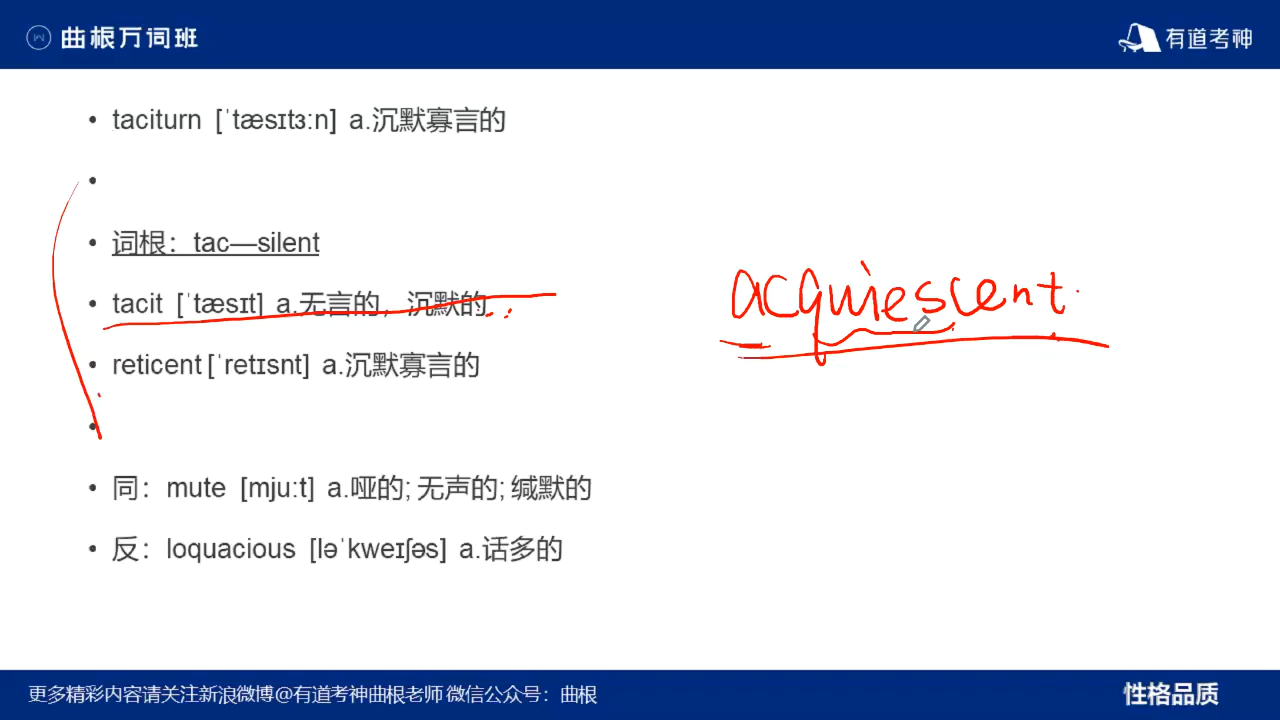 曲根万词班
有道考神
taciturn [ˈtæsɪtɜːn] a.沉默寡言的
词根：tac—silent
tacit [ˈtæsɪt] a.无言的，沉默的
reticent [ˈretɪsnt] a.沉默寡言的
同：mute [mjuːt] a.哑的; 无声的; 缄默的
反：loquacious [ləˈkweɪʃəs] a.话多的
acquiescent
更多精彩内容请关注新浪微博@有道考神曲根老师 微信公众号：曲根
性格品质